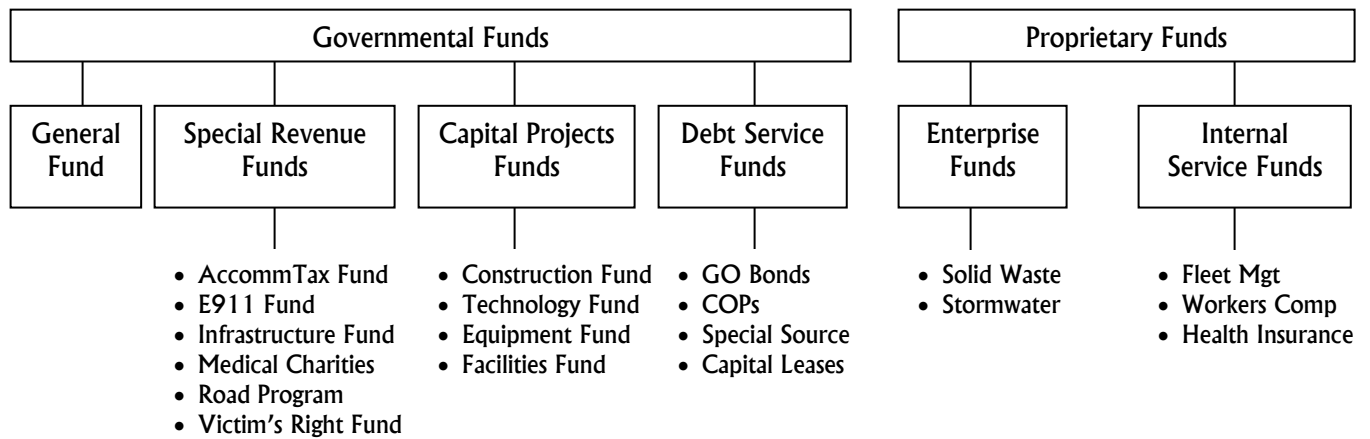 Governmental Funds
Proprietary Funds
General
Fund
Special Revenue
Funds
Capital Projects
Funds
Debt Service
Funds
Enterprise
Funds
Internal
Service Funds
• AccommTax Fund
• E911 Fund
• Infrastructure Fund
• Medical Charities
• Road Program
• Victim's Right Fund
• Construction Fund
• Technology Fund
• Equipment Fund
• Facilities Fund
• GO Bonds
• COPs
• Special Source
• Capital Leases
• Solid Waste
• Stormwater
• Fleet Mgt
• Workers Comp
• Health Insurance